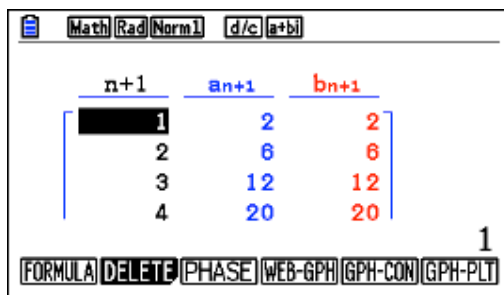 Math Rad Norm1 d/c a+bi
n+1 an+1 bn+1
1 2 2
2 6 6
3 12 12
4 20 20
1
FORMULA DELETE PHASE WEB-GPH GPH-CON GPH-PLT